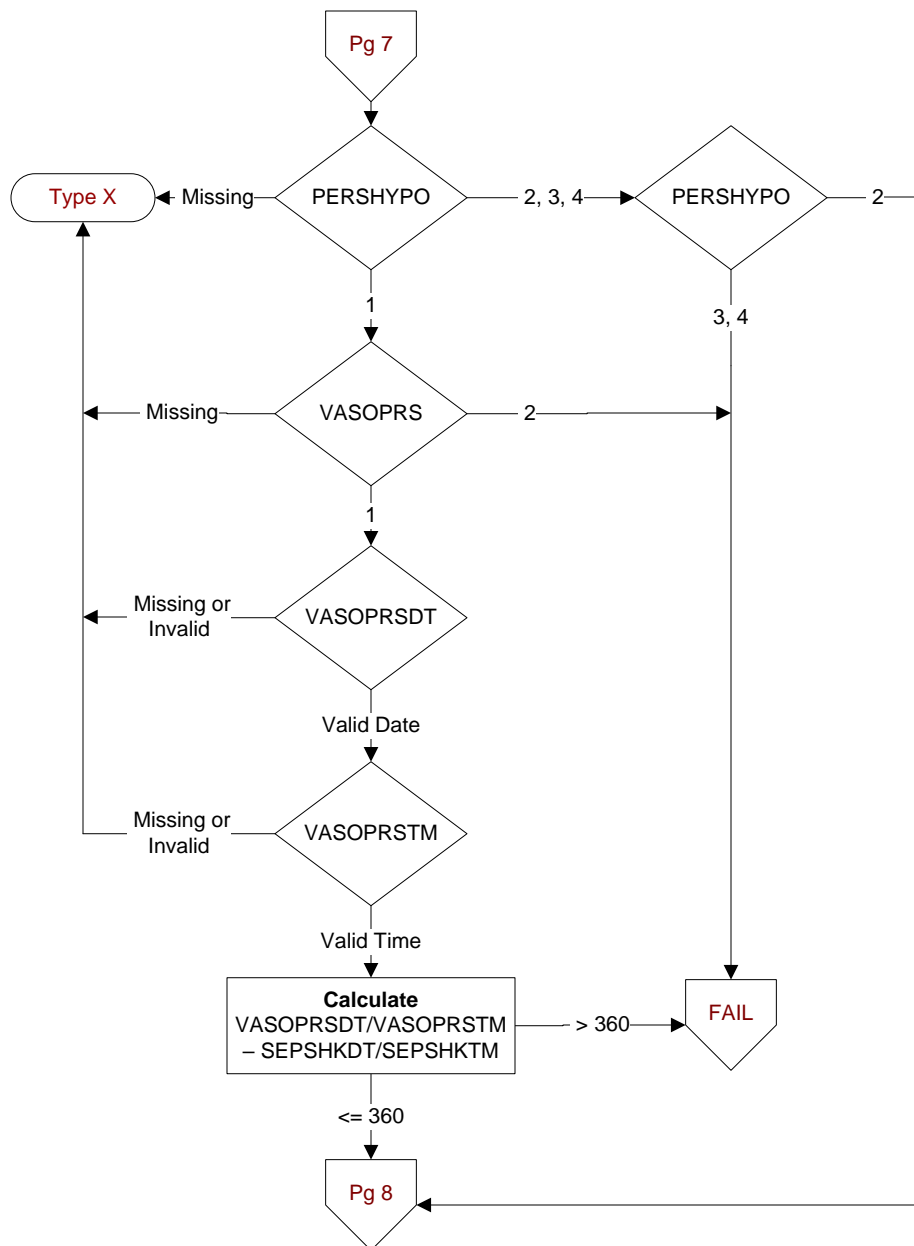 Pg 7
Type X
Missing
PERSHYPO
2, 3, 4
PERSHYPO
2
1
3, 4
Missing
VASOPRS
2
1
Missing or
Invalid
VASOPRSDT
Valid Date
Missing or
Invalid
VASOPRSTM
Valid Time
Calculate
VASOPRSDT/VASOPRSTM
– SEPSHKDT/SEPSHKTM
> 360
FAIL
<= 360
Pg 8